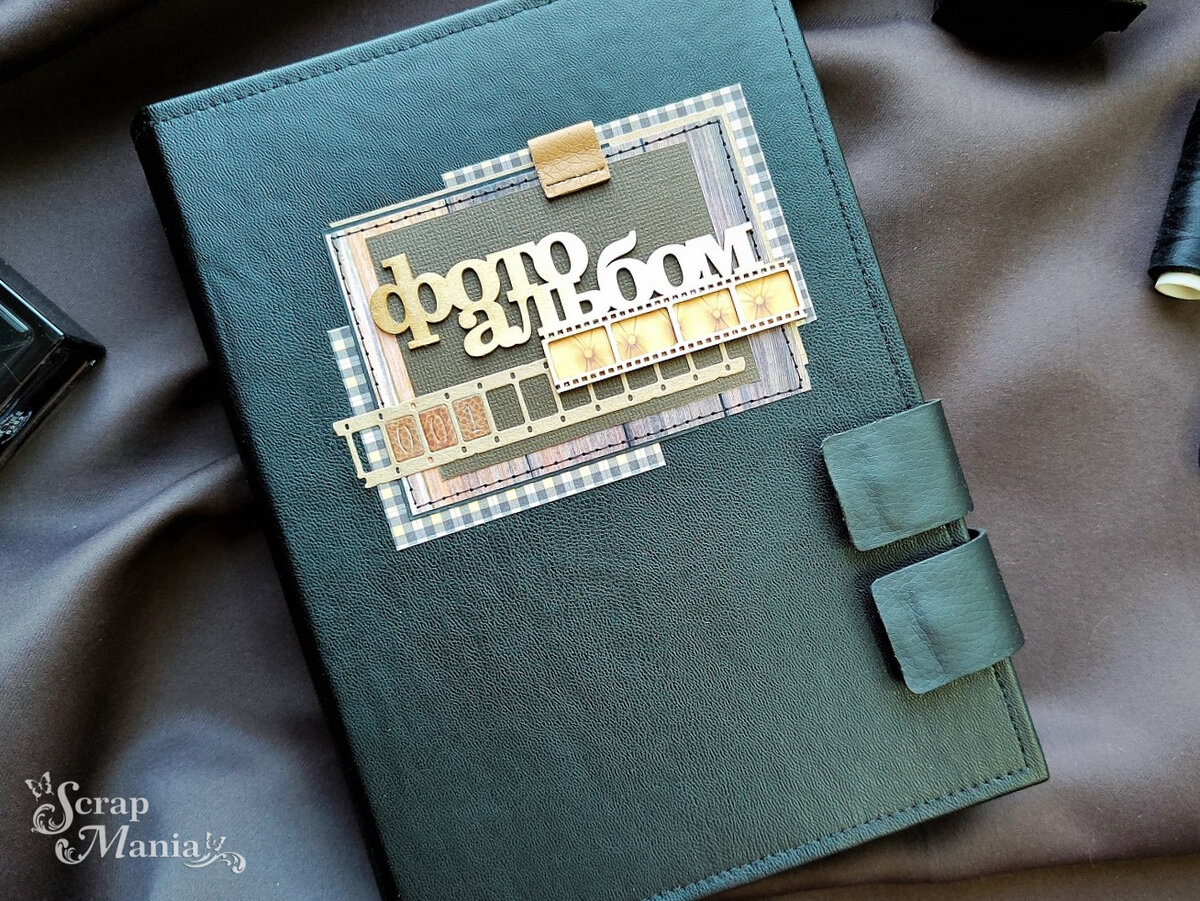 фото
альбом
001
Scrap
Mania